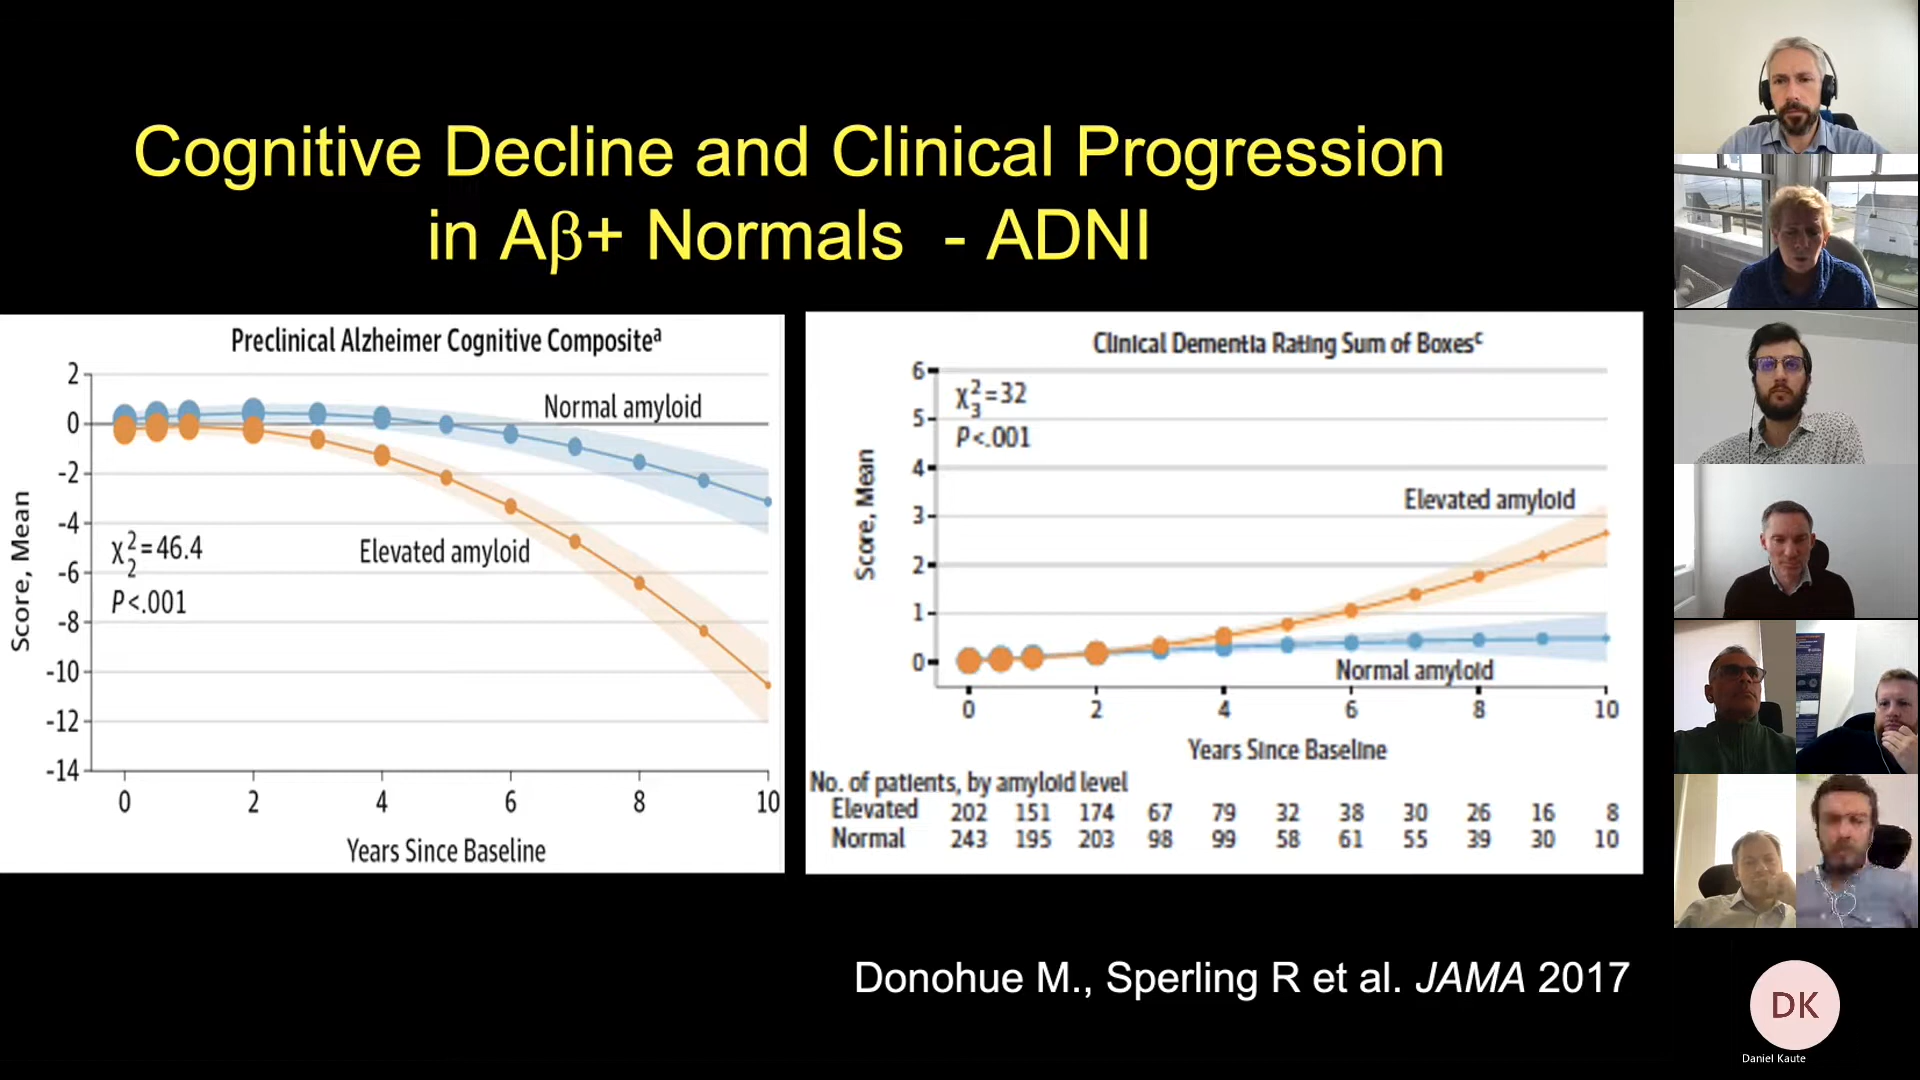 Cognitive Decline and Clinical Progression
in Aβ+ Normals - ADNI
Preclinical Alzheimer Cognitive Compositeᵃ
2
0
-2
-4
-6
-8
-10
-12
-14
Score, Mean
Normal amyloid
Elevated amyloid
χ²₂=46.4
P<.001
0 2 4 6 8 10
Years Since Baseline
Clinical Dementia Rating Sum of Boxesᶜ
6
5
4
3
2
1
0
Score, Mean
χ²₃=32
P<.001
Elevated amyloid
Normal amyloid
0 2 4 6 8 10
Years Since Baseline
No. of patients, by amyloid level
Elevated 202 151 174 67 79 32 38 30 26 16 8
Normal 243 195 203 98 99 58 61 55 39 30 10
Donohue M., Sperling R et al. JAMA 2017
DK
Daniel Kaute